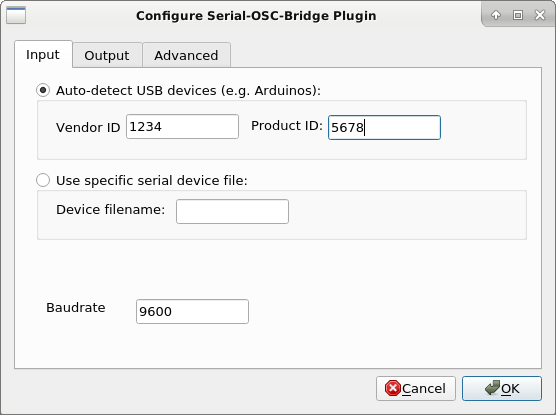 Configure Serial-OSC-Bridge Plugin
Input Output Advanced
Auto-detect USB devices (e.g. Arduinos):
Vendor ID 1234 Product ID: 5678
Use specific serial device file:
Device filename:
Baudrate 9600
Cancel OK